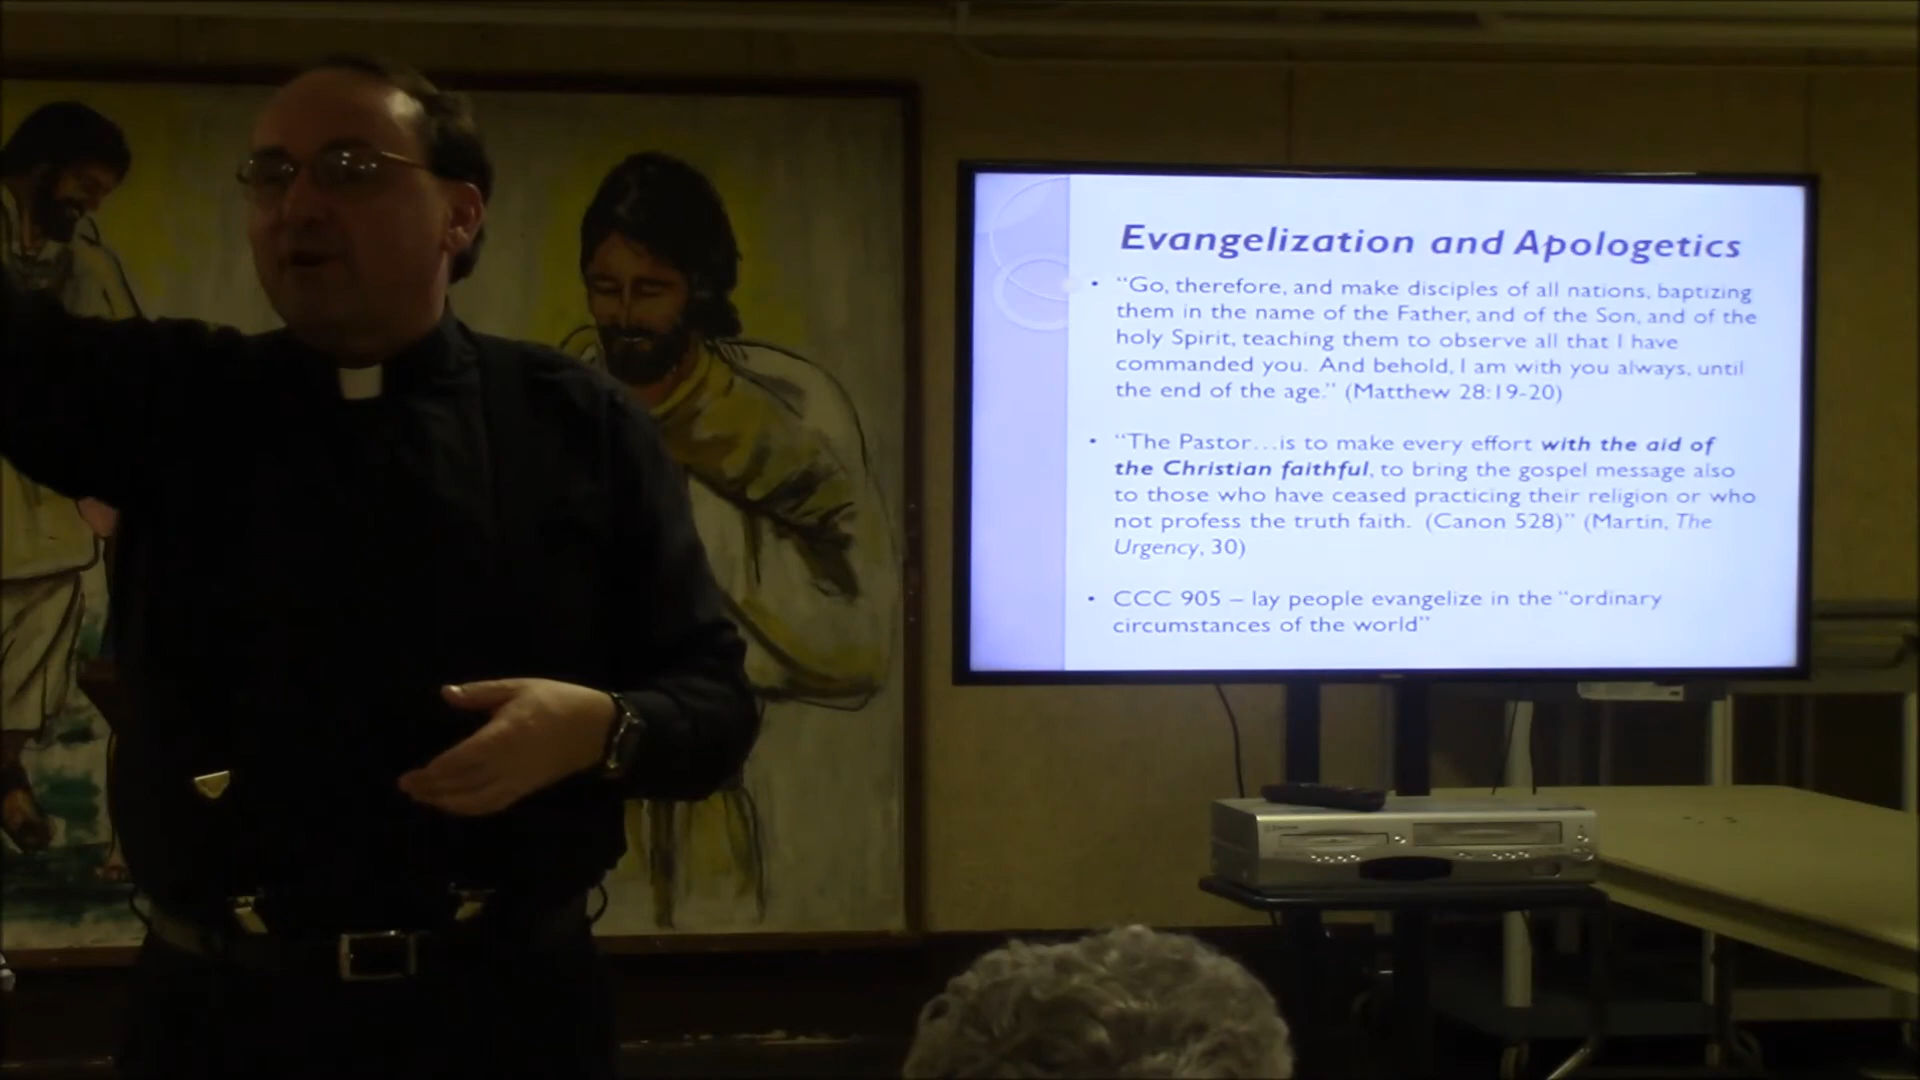 Evangelization and Apologetics
• “Go, therefore, and make disciples of all nations, baptizing
them in the name of the Father, and of the Son, and of the
holy Spirit, teaching them to observe all that I have
commanded you. And behold, I am with you always, until
the end of the age.” (Matthew 28:19-20)
• “The Pastor…is to make every effort with the aid of
the Christian faithful, to bring the gospel message also
to those who have ceased practicing their religion or who
not profess the truth faith. (Canon 528)” (Martin, The
Urgency, 30)
• CCC 905 – lay people evangelize in the “ordinary
circumstances of the world”